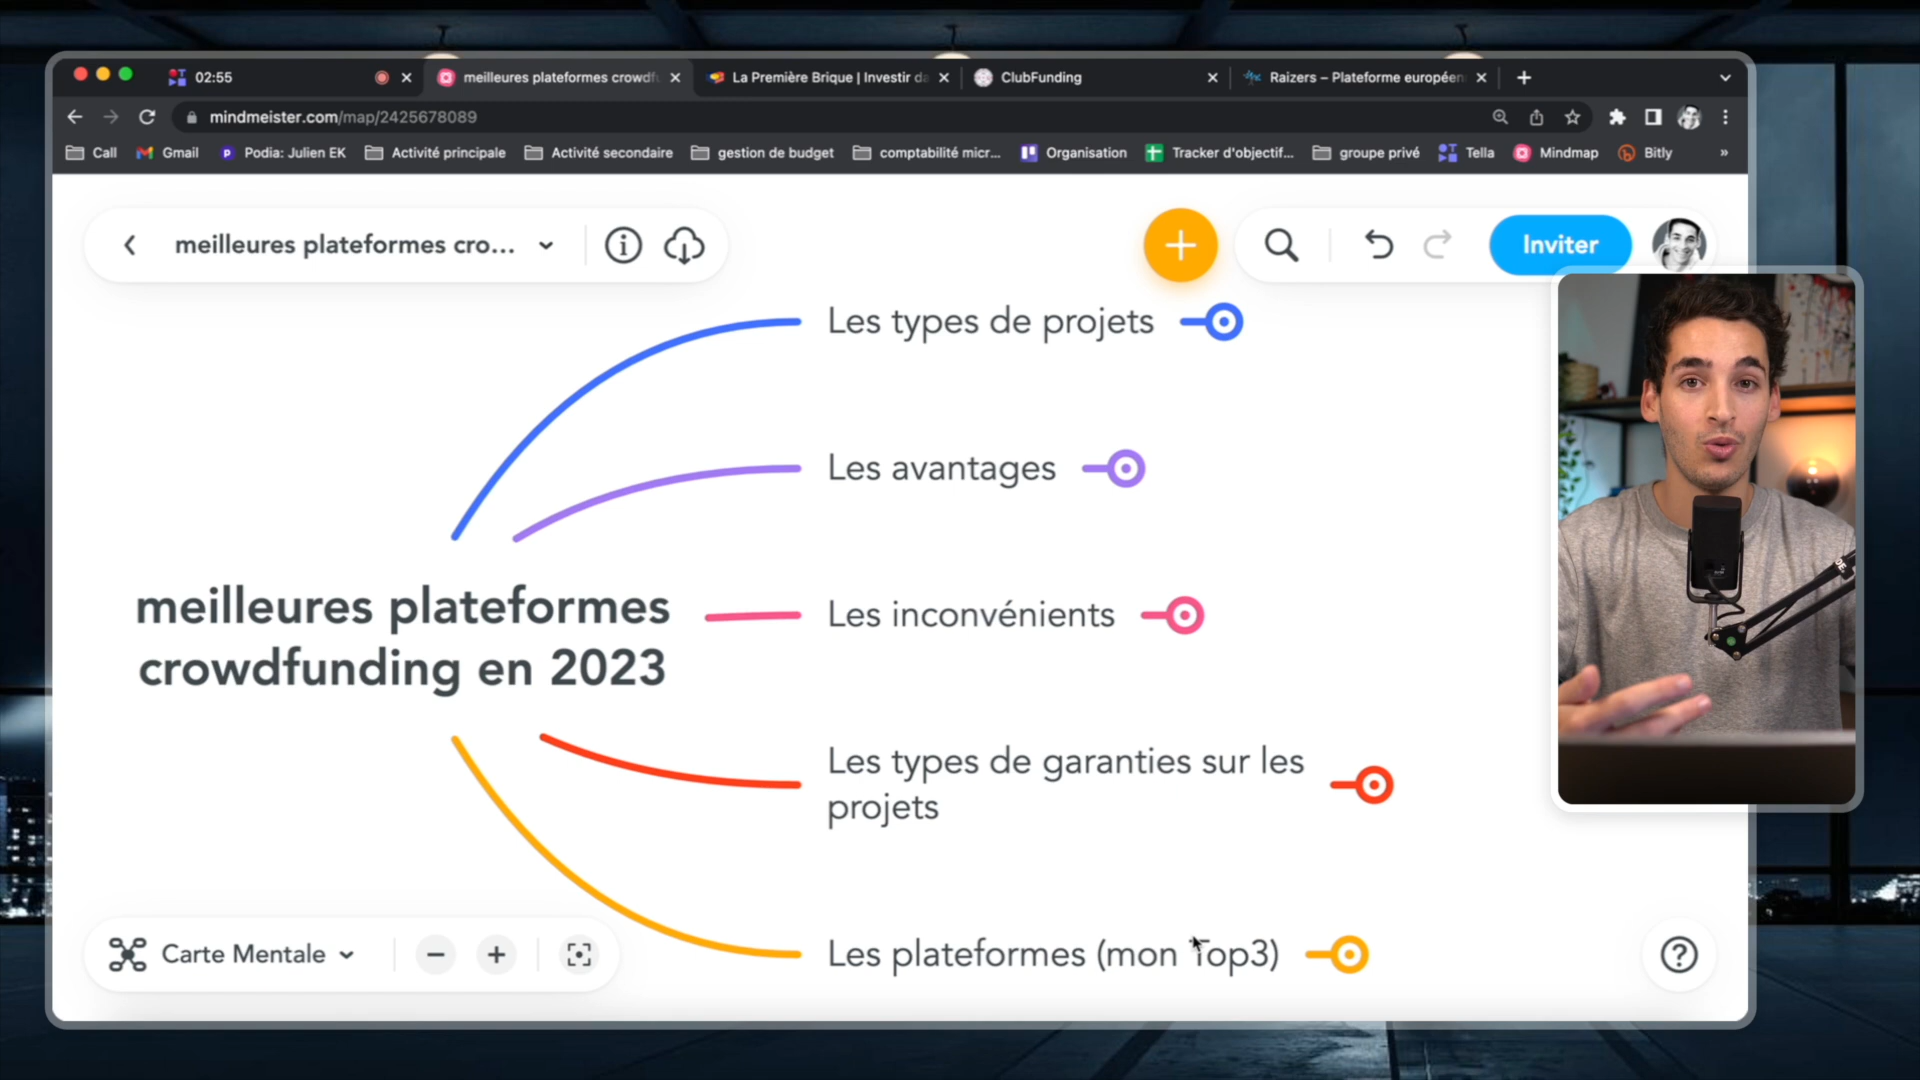 02:55
meilleures plateformes crowdf
La Première Brique | Investir da
ClubFunding
Raizers – Plateforme européen
mindmeister.com/map/2425678089
Call
Gmail
Podia: Julien EK
Activité principale
Activité secondaire
gestion de budget
comptabilité micr...
Organisation
Tracker d'objectif...
groupe privé
Tella
Mindmap
Bitly
»
meilleures plateformes cro...
Inviter
Les types de projets
Les avantages
meilleures plateformes
crowdfunding en 2023
Les inconvénients
Les types de garanties sur les
projets
Les plateformes (mon Top3)
Carte Mentale